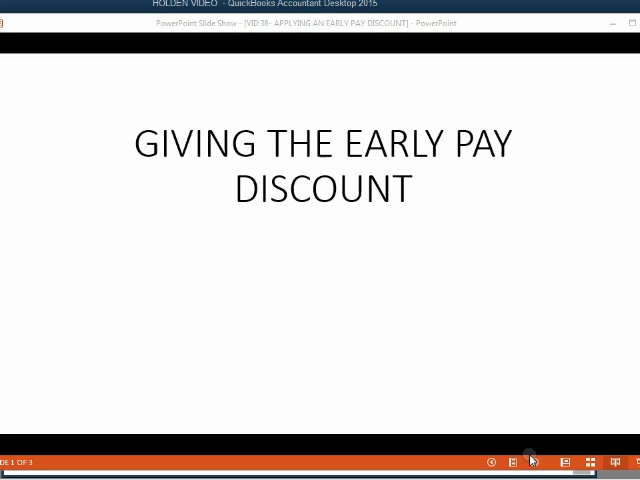 HOLDEN VIDEO - QuickBooks Accountant Desktop 2015
PowerPoint Slide Show - [VID 38- APPLYING AN EARLY PAY DISCOUNT] - PowerPoint
GIVING THE EARLY PAY
DISCOUNT
DE 1 OF 3